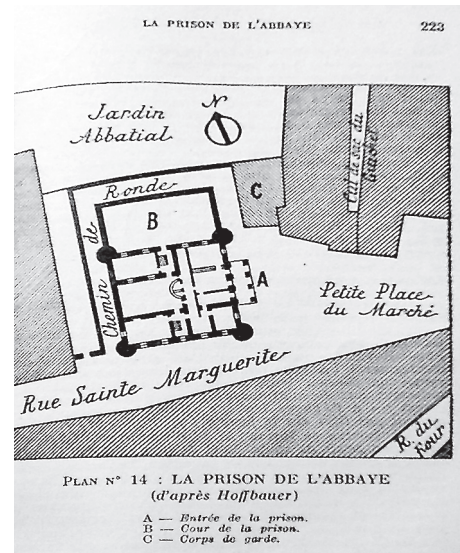 LA PRISON DE L'ABBAYE
223
Jardin
Abbatial
N
Cul de sac du
Guichet
Ronde
C
B
de
Chemin
A
Petite Place
du Marché
Rue Sainte Marguerite
R. du
Four
PLAN N° 14 : LA PRISON DE L'ABBAYE
(d'après Hoffbauer)
A — Entrée de la prison.
B — Cour de la prison.
C — Corps de garde.